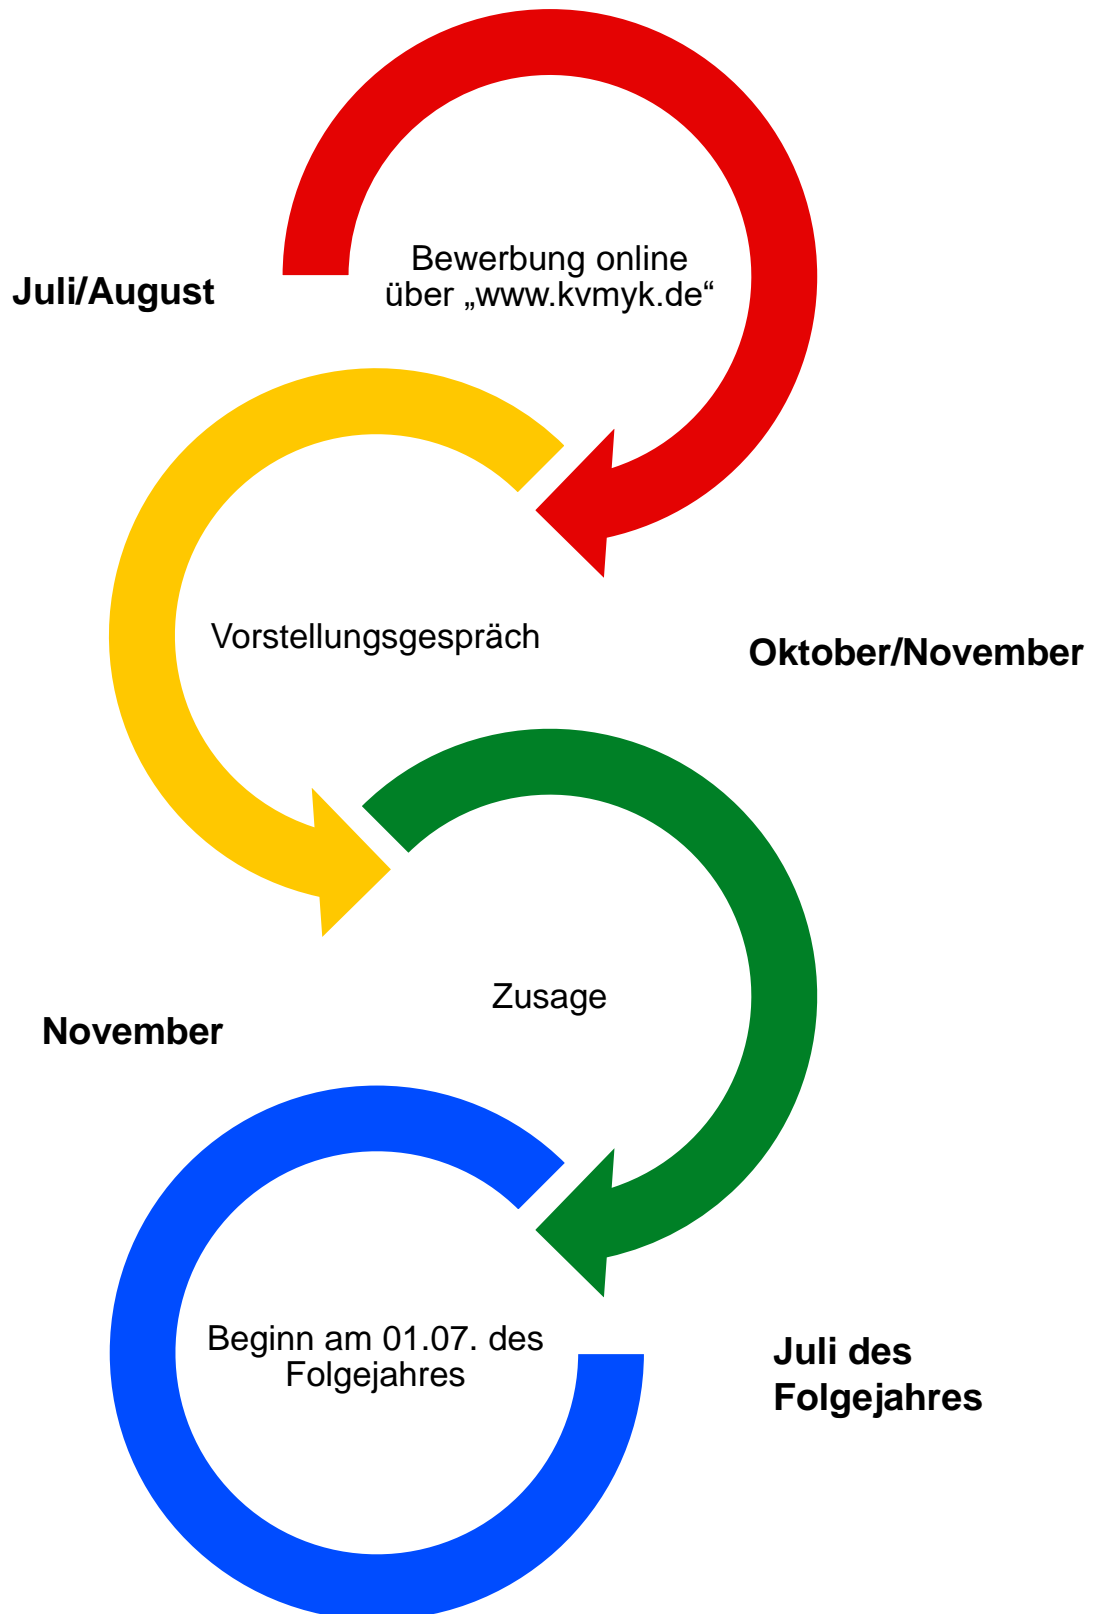 Bewerbung online
über „www.kvmyk.de“
Juli/August
Vorstellungsgespräch
Oktober/November
Zusage
November
Beginn am 01.07. des
Folgejahres
Juli des
Folgejahres